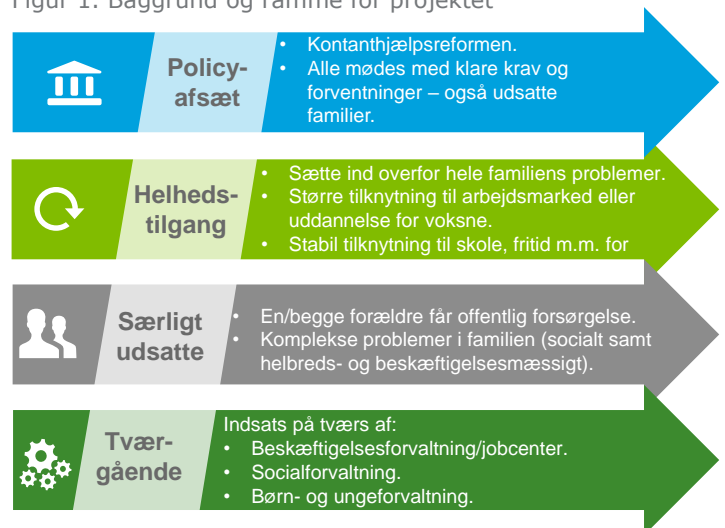 Figur 1: Baggrund og ramme for projektet
Policy-
afsæt
• Kontanthjælpsreformen.
• Alle mødes med klare krav og
forventninger – også udsatte
familier.
Helheds-
tilgang
• Sætte ind overfor hele familiens problemer.
• Større tilknytning til arbejdsmarked eller
uddannelse for voksne.
• Stabil tilknytning til skole, fritid m.m. for
Særligt
udsatte
• En/begge forældre får offentlig forsørgelse.
• Komplekse problemer i familien (socialt samt
helbreds- og beskæftigelsesmæssigt).
Tvær-
gående
Indsats på tværs af:
• Beskæftigelsesforvaltning/jobcenter.
• Socialforvaltning.
• Børn- og ungeforvaltning.